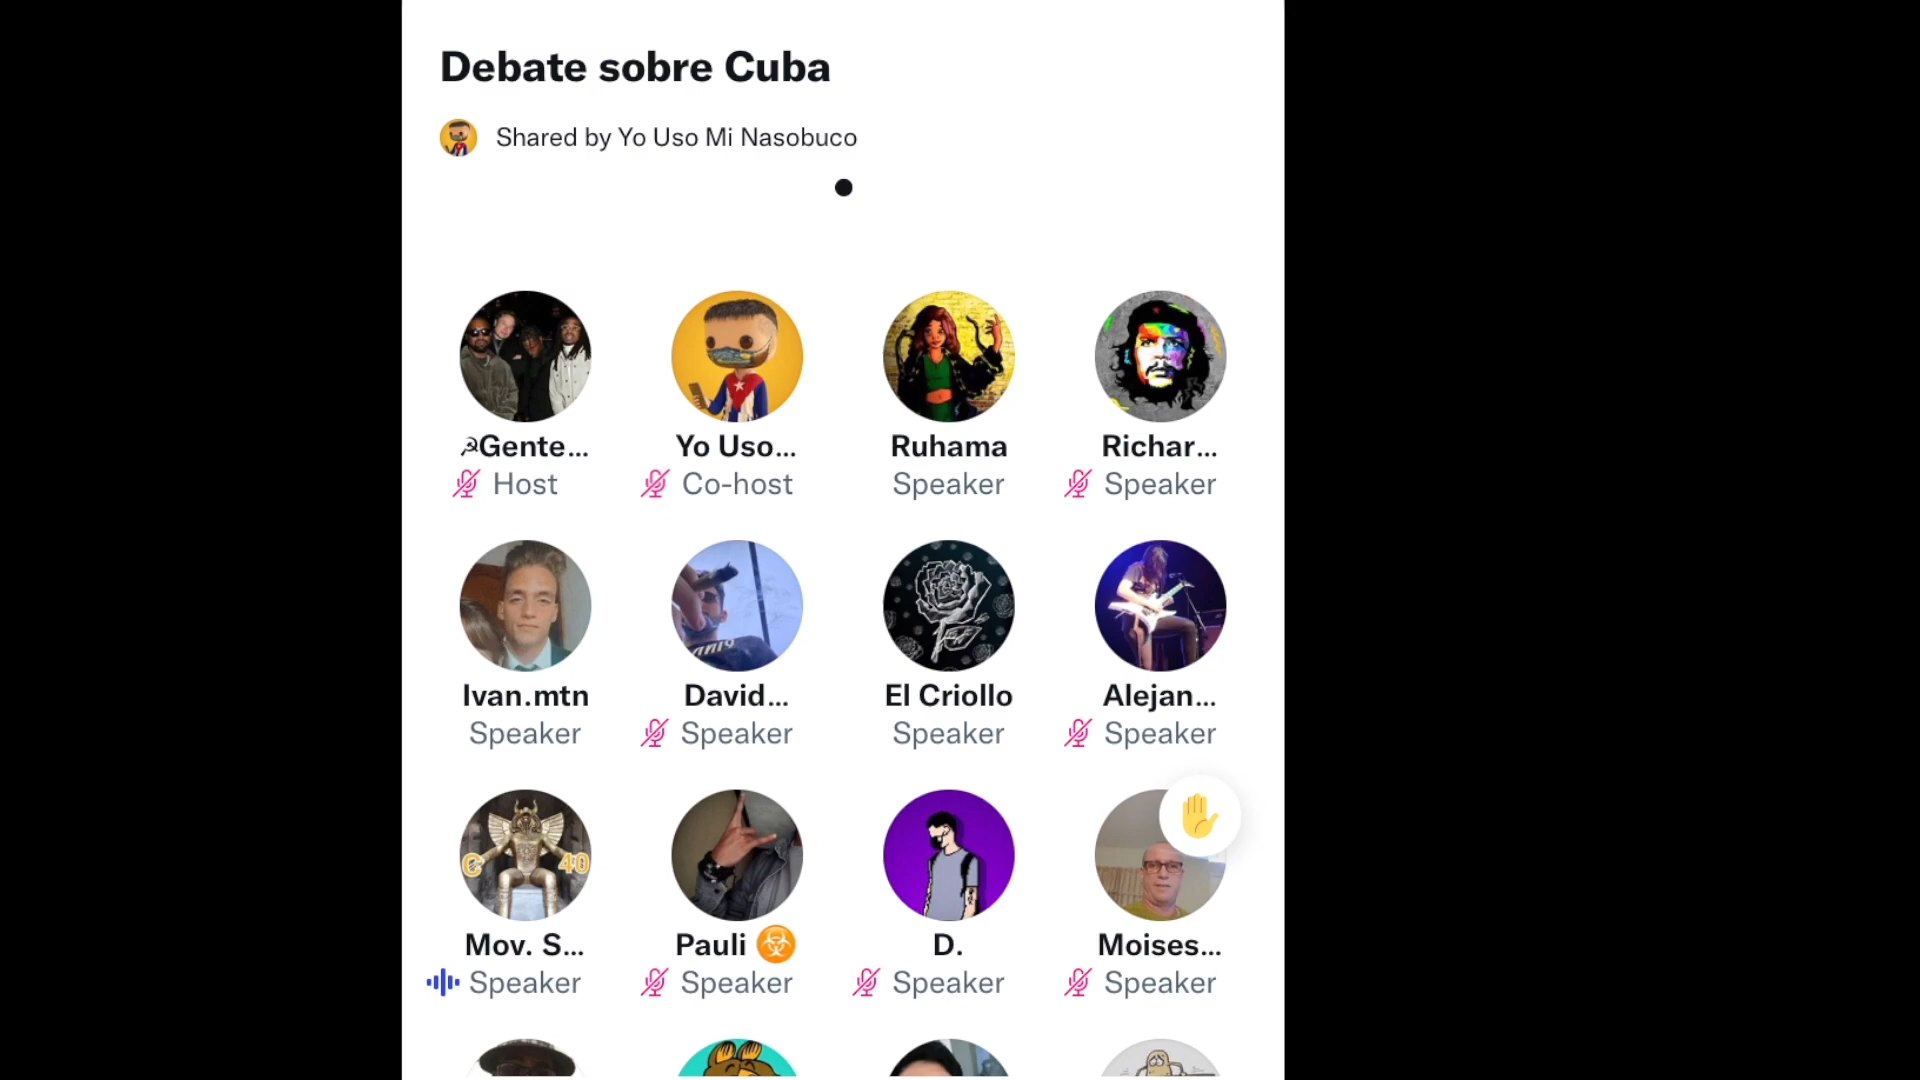 Debate sobre Cuba
Shared by Yo Uso Mi Nasobuco
☭Gente... Yo Uso... Ruhama Richar...
Host Co-host Speaker Speaker
Ivan.mtn David... El Criollo Alejan...
Speaker Speaker Speaker Speaker
C 40
Mov. S... Pauli ☣ D. Moises...
Speaker Speaker Speaker Speaker